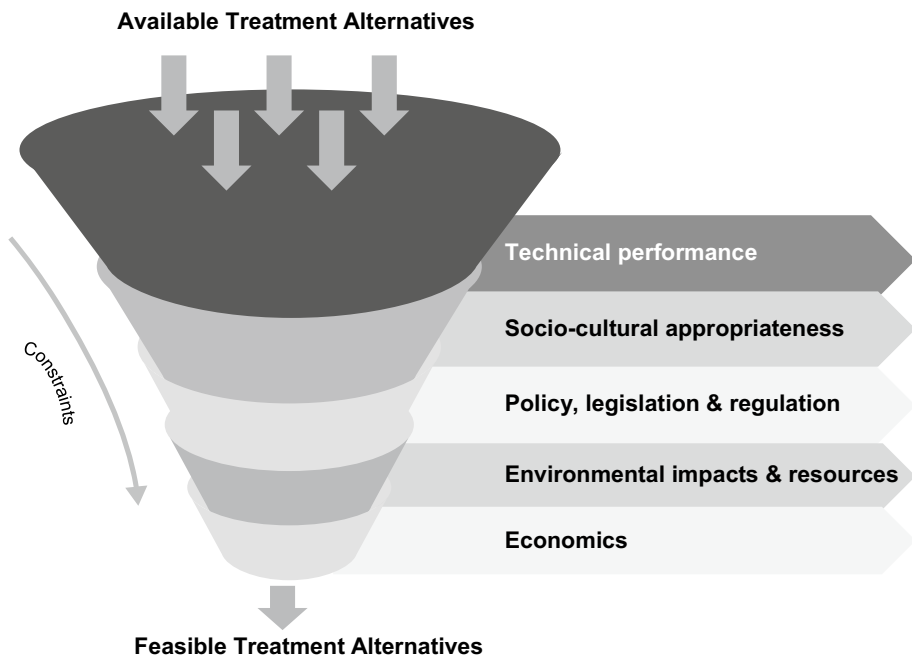 Available Treatment Alternatives
Technical performance
Socio-cultural appropriateness
Constraints
Policy, legislation & regulation
Environmental impacts & resources
Economics
Feasible Treatment Alternatives